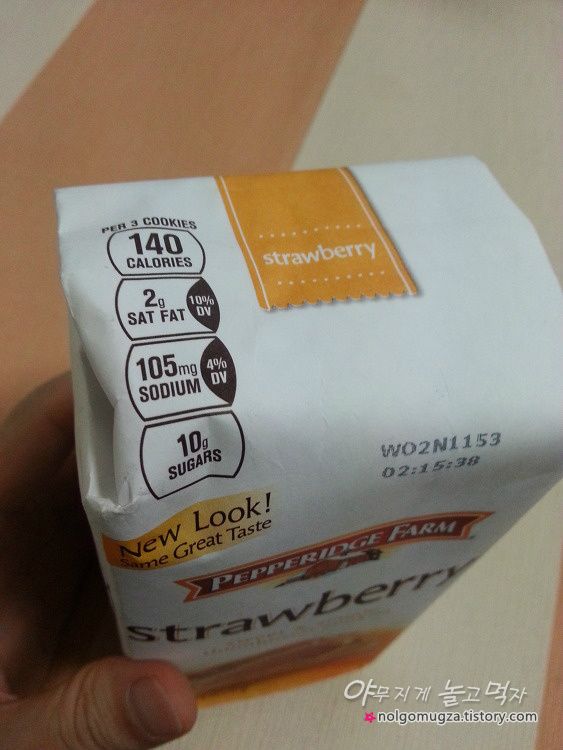 PER 3 COOKIES
140
CALORIES
2g
SAT FAT
10%
DV
105mg
SODIUM
4%
DV
10g
SUGARS
strawberry
WO2N1153
02:15:38
New Look!
Same Great Taste
PEPPERIDGE FARM
strawberry
야무지게 놀고먹자
nolgomugza.tistory.com